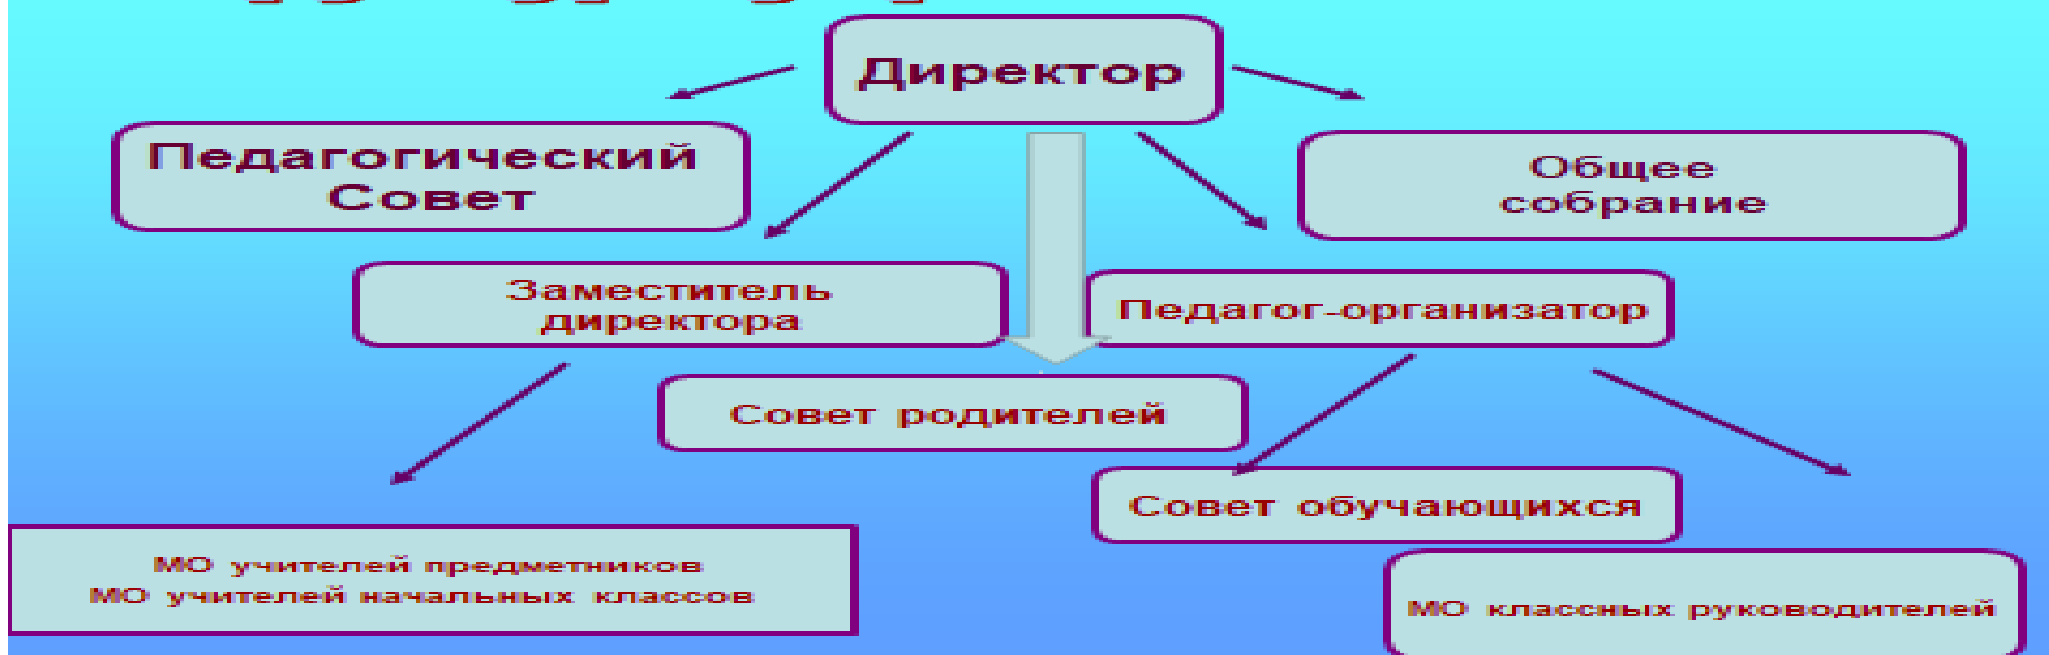 Директор
Педагогический
Совет
Общее
собрание
Заместитель
директора
Педагог-организатор
Совет родителей
Совет обучающихся
МО учителей предметников
МО учителей начальных классов
МО классных руководителей